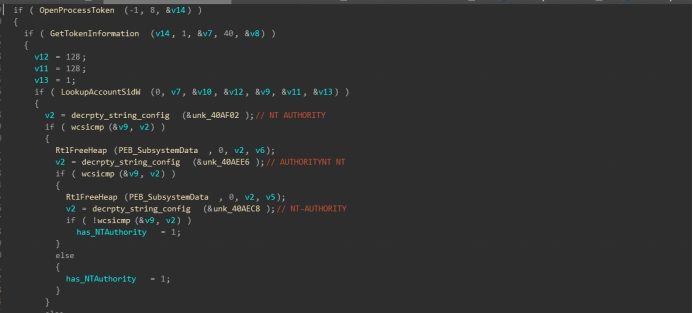 if ( OpenProcessToken (-1, 8, &v14) )
{
if ( GetTokenInformation (v14, 1, &v7, 40, &v8) )
{
v12 = 128;
v11 = 128;
v13 = 1;
if ( LookupAccountSidW (0, v7, &v10, &v12, &v9, &v11, &v13) )
{
v2 = decrpty_string_config (&unk_40AF02 );// NT AUTHORITY
if ( wcsicmp (&v9, v2) )
{
RtlFreeHeap (PEB_SubsystemData , 0, v2, v6);
v2 = decrpty_string_config (&unk_40AEE6 );// AUTHORITYNT NT
if ( wcsicmp (&v9, v2) )
{
RtlFreeHeap (PEB_SubsystemData , 0, v2, v5);
v2 = decrpty_string_config (&unk_40AEC8 );// NT-AUTHORITY
if ( !wcsicmp (&v9, v2) )
has_NTAuthority = 1;
}
else
{
has_NTAuthority = 1;
}
}